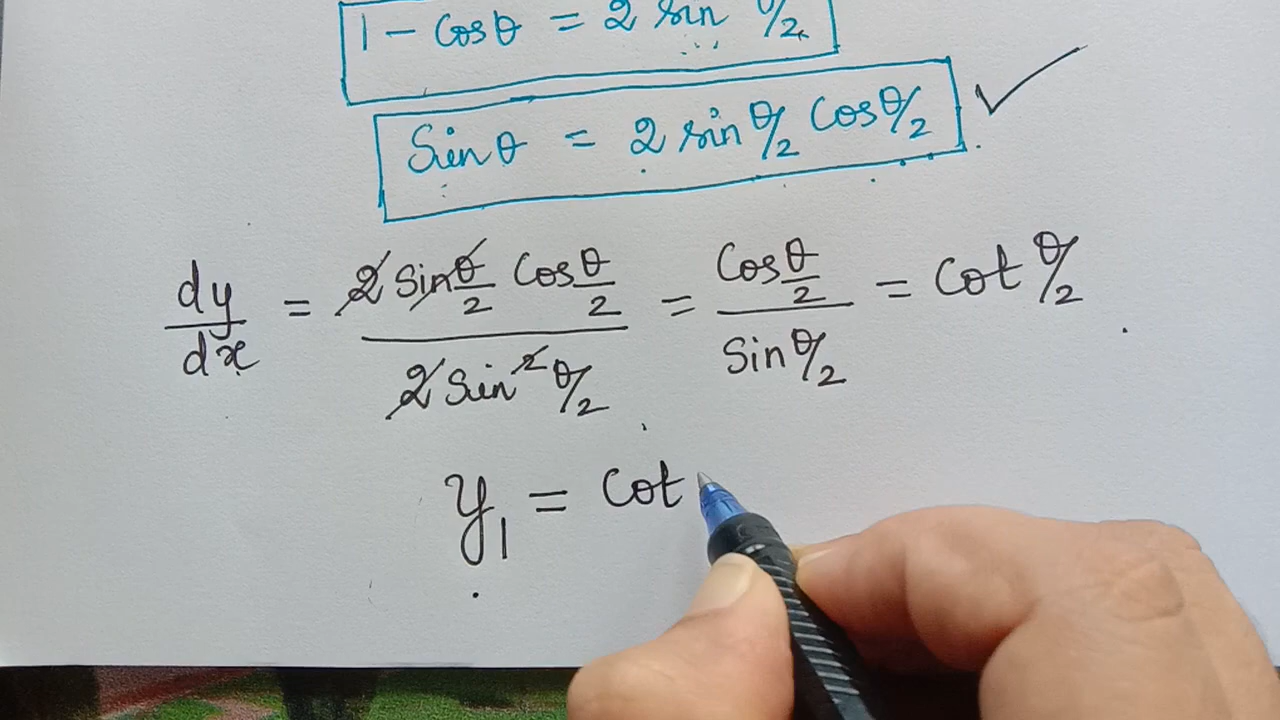 1 - Cosθ = 2 sin θ/2
Sinθ = 2 sin θ/2 Cos θ/2
dy/dx = 2 Sin θ/2 Cos θ/2 / 2 Sin² θ/2 = Cos θ/2 / Sin θ/2 = Cot θ/2
y₁ = Cot